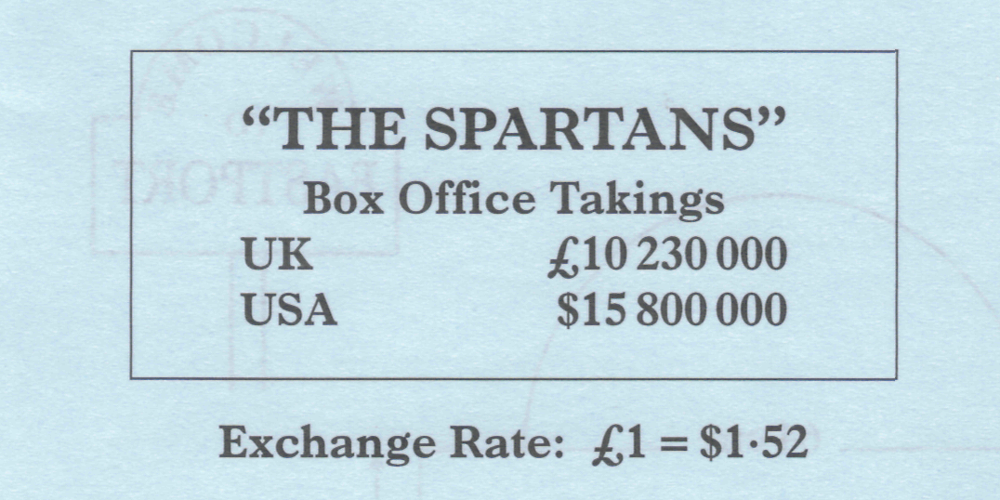 “THE SPARTANS”
Box Office Takings
UK £10 230 000
USA $15 800 000
Exchange Rate: £1 = $1·52